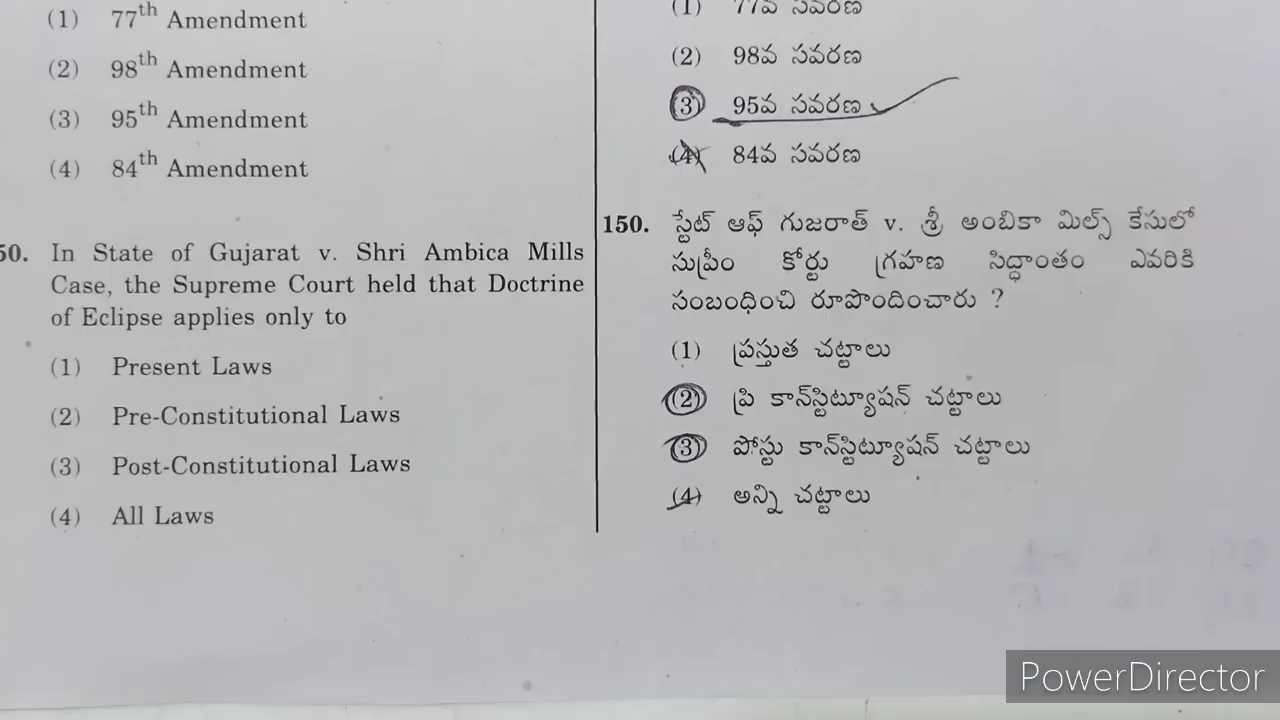 (1) 77th Amendment
(2) 98th Amendment
(3) 95th Amendment
(4) 84th Amendment
50. In State of Gujarat v. Shri Ambica Mills
Case, the Supreme Court held that Doctrine
of Eclipse applies only to
(1) Present Laws
(2) Pre-Constitutional Laws
(3) Post-Constitutional Laws
(4) All Laws
(1) 77వ సవరణ
(2) 98వ సవరణ
(3) 95వ సవరణ
(4) 84వ సవరణ
150. స్టేట్ ఆఫ్ గుజరాత్ v. శ్రీ అంబికా మిల్స్ కేసులో
సుప్రీం కోర్టు గ్రహణ సిద్ధాంతం ఎవరికి
సంబంధించి రూపొందించారు ?
(1) ప్రస్తుత చట్టాలు
(2) ప్రి కాన్‌స్టిట్యూషన్ చట్టాలు
(3) పోస్టు కాన్‌స్టిట్యూషన్ చట్టాలు
(4) అన్ని చట్టాలు
PowerDirector